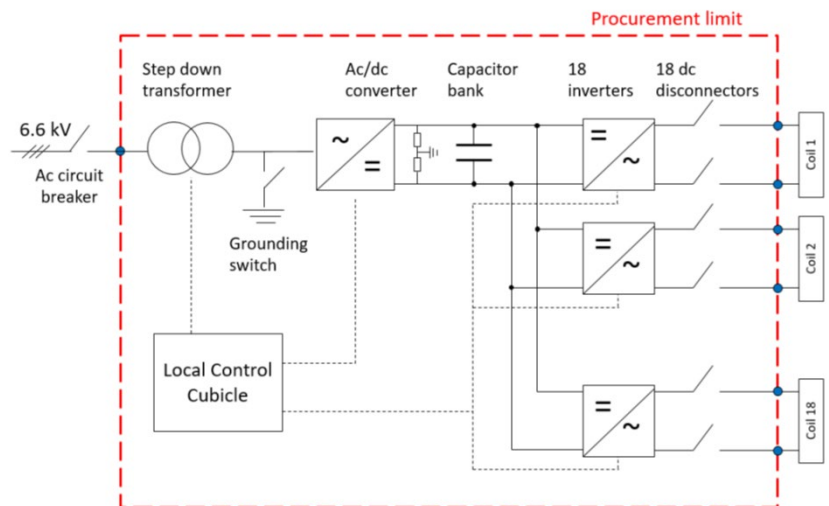 Procurement limit
Step down
transformer
Ac/dc
converter
Capacitor
bank
18
inverters
18 dc
disconnectors
6.6 kV
Ac circuit
breaker
Grounding
switch
Local Control
Cubicle
~
=
=
~
=
~
=
~
Coil 1
Coil 2
Coil 18